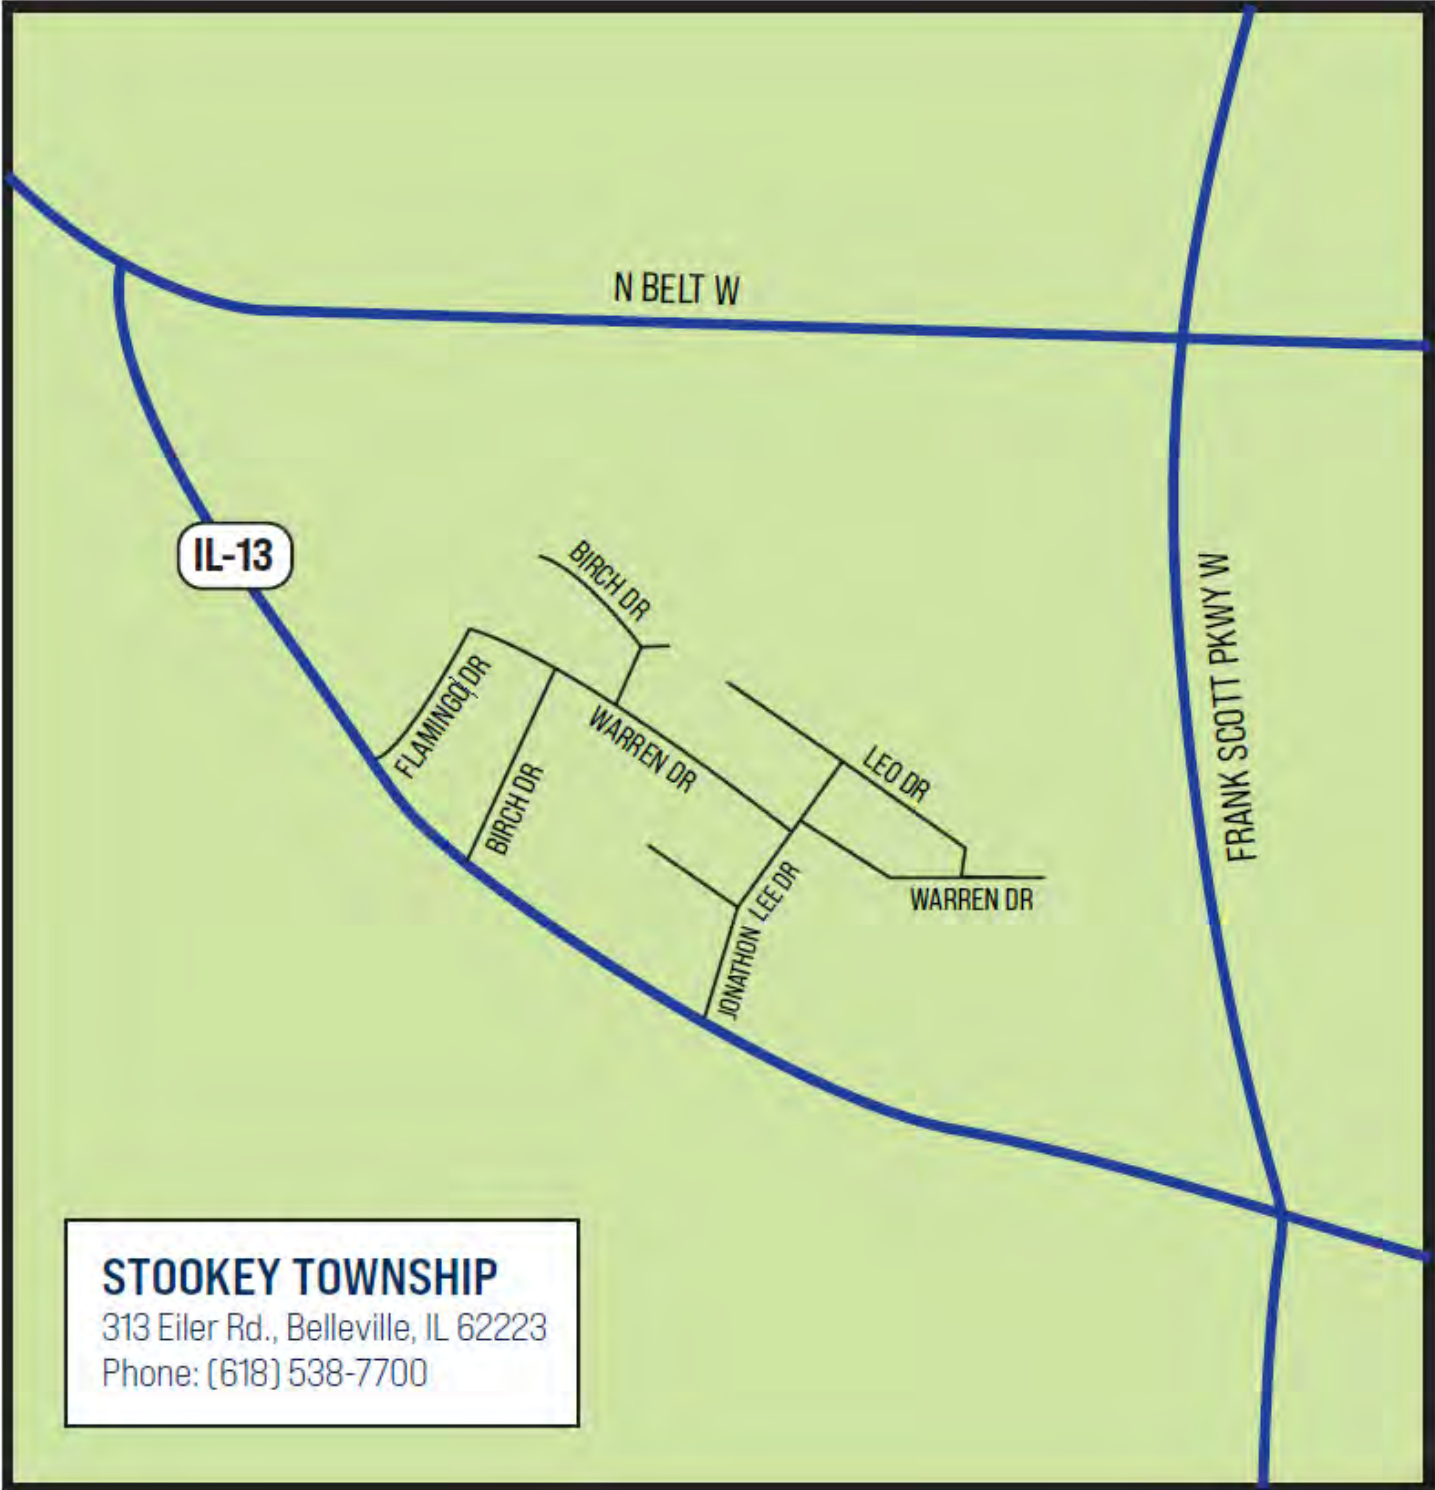 N BELT W
IL-13
BIRCH DR
FLAMINGO DR
BIRCH DR
WARREN DR
LEO DR
FRANK SCOTT PKWY W
WARREN DR
JONATHON LEE DR
STOOKEY TOWNSHIP
313 Eiler Rd., Belleville, IL 62223
Phone: (618) 538-7700